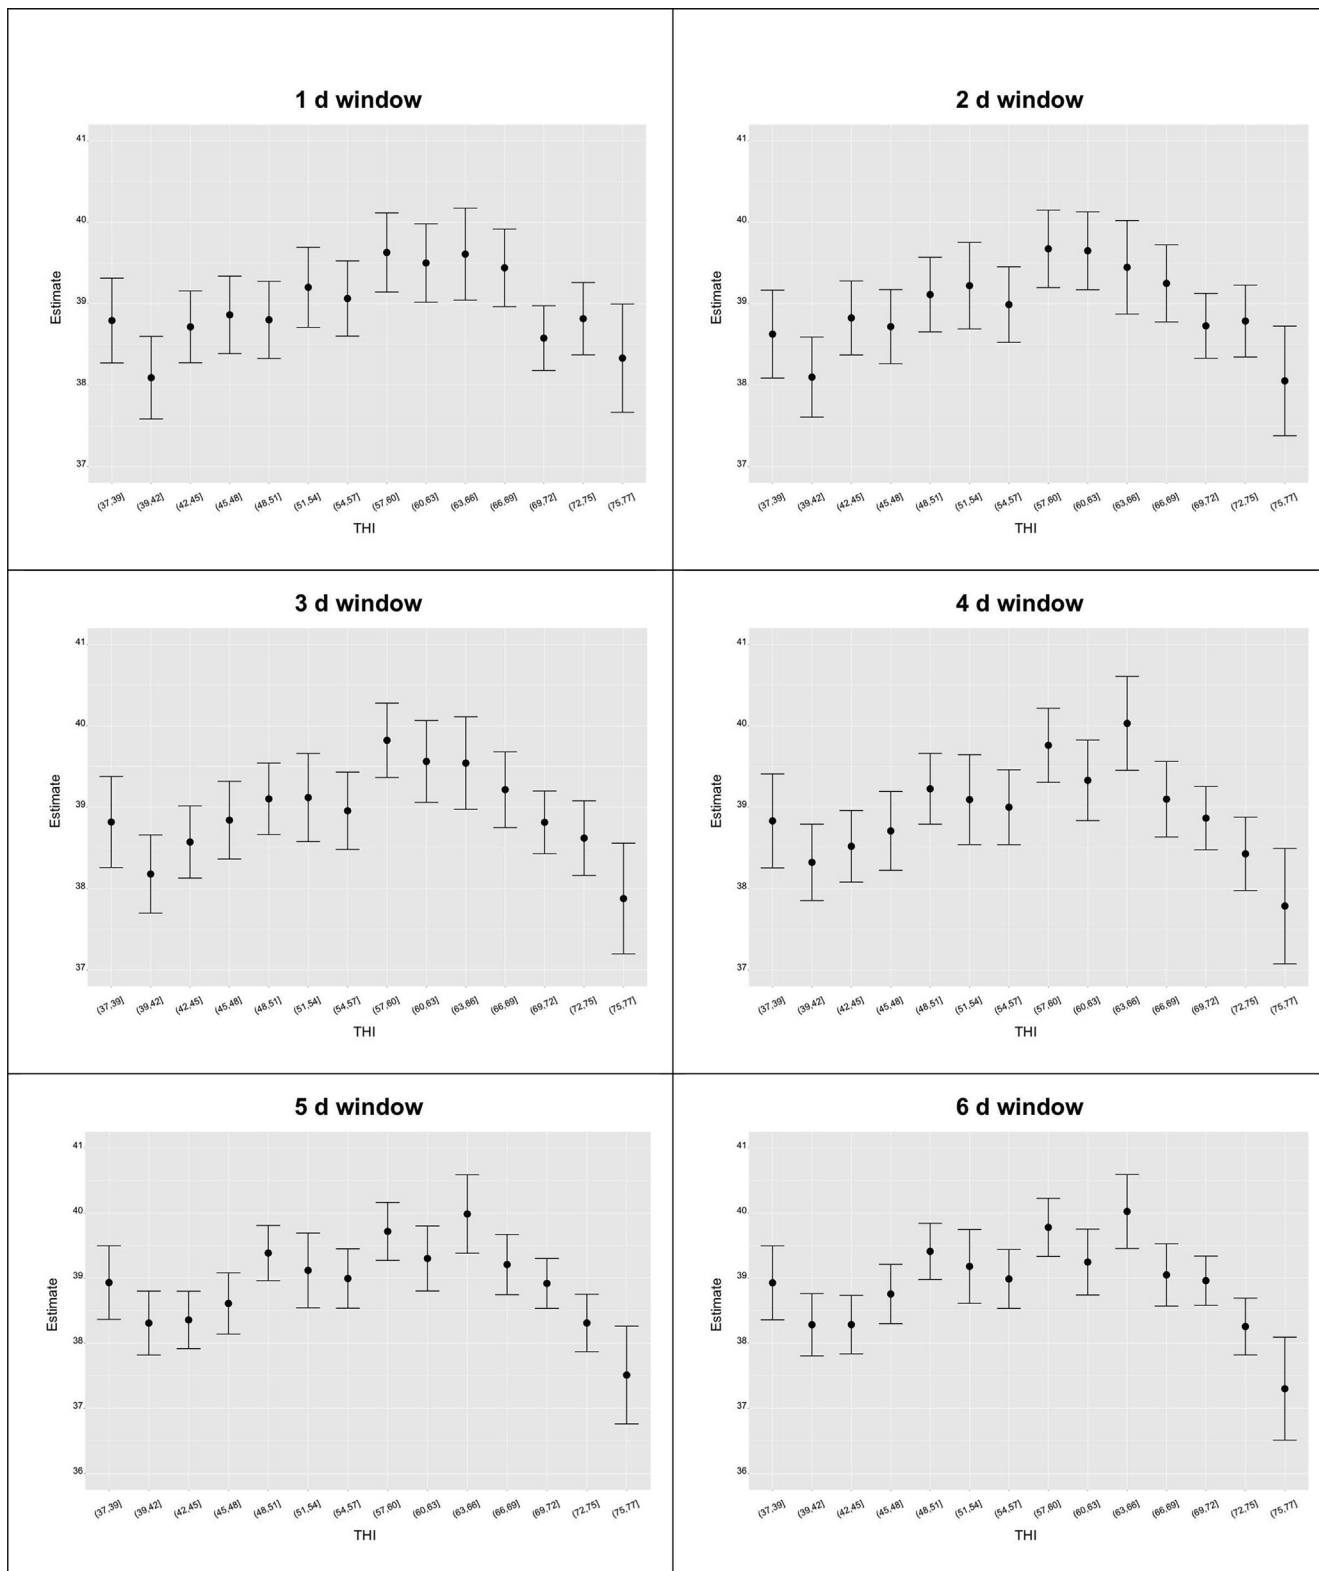 1 d window
41
40
39
38
37
Estimate
(37,39] (39,42] (42,45] (45,48] (48,51] (51,54] (54,57] (57,60] (60,63] (63,66] (66,69] (69,72] (72,75] (75,77]
THI
2 d window
41
40
39
38
37
Estimate
(37,39] (39,42] (42,45] (45,48] (48,51] (51,54] (54,57] (57,60] (60,63] (63,66] (66,69] (69,72] (72,75] (75,77]
THI
3 d window
41
40
39
38
37
Estimate
(37,39] (39,42] (42,45] (45,48] (48,51] (51,54] (54,57] (57,60] (60,63] (63,66] (66,69] (69,72] (72,75] (75,77]
THI
4 d window
41
40
39
38
37
Estimate
(37,39] (39,42] (42,45] (45,48] (48,51] (51,54] (54,57] (57,60] (60,63] (63,66] (66,69] (69,72] (72,75] (75,77]
THI
5 d window
41
40
39
38
37
36
Estimate
(37,39] (39,42] (42,45] (45,48] (48,51] (51,54] (54,57] (57,60] (60,63] (63,66] (66,69] (69,72] (72,75] (75,77]
THI
6 d window
41
40
39
38
37
36
Estimate
(37,39] (39,42] (42,45] (45,48] (48,51] (51,54] (54,57] (57,60] (60,63] (63,66] (66,69] (69,72] (72,75] (75,77]
THI